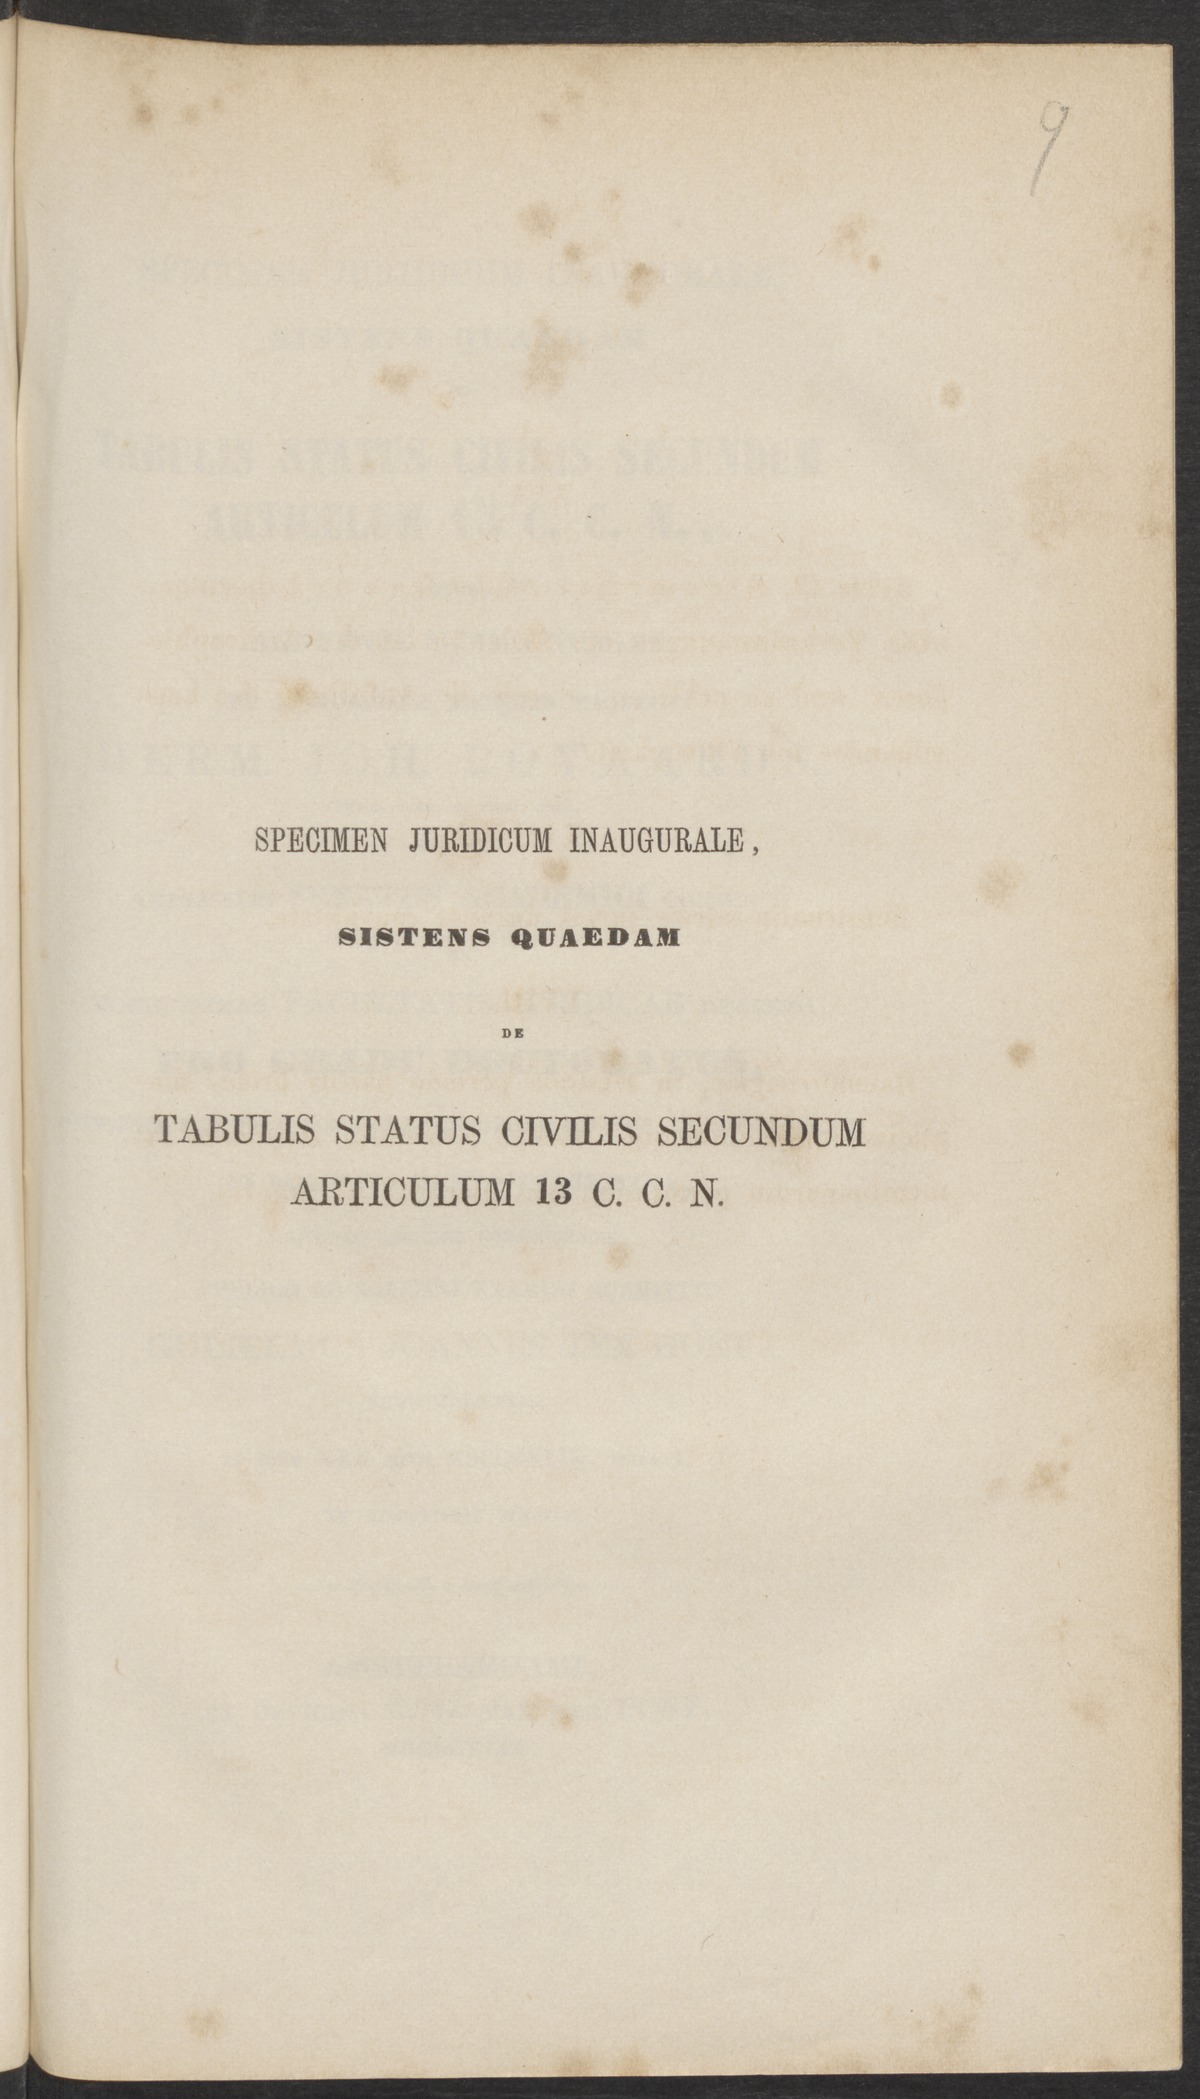 9
SPECIMEN JURIDICUM INAUGURALE,
SISTENS QUAEDAM
DE
TABULIS STATUS CIVILIS SECUNDUM
ARTICULUM 13 C. C. N.